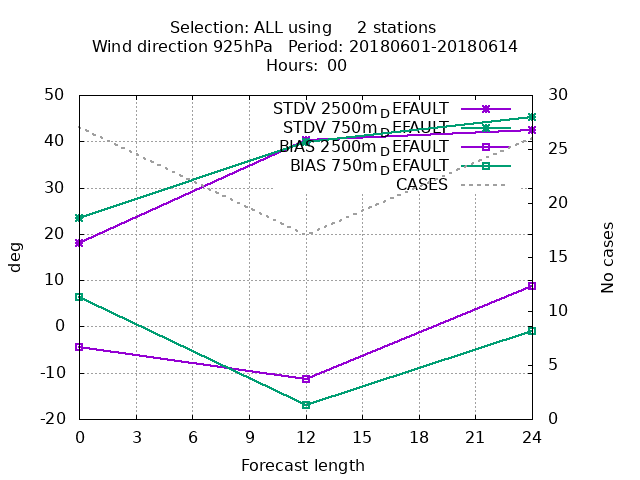 Selection: ALL using     2 stations
Wind direction 925hPa   Period: 20180601-20180614
Hours: 00
50
40
30
20
10
0
-10
-20
deg
STDV 2500m_DEFAULT
STDV 750m_DEFAULT
BIAS 2500m_DEFAULT
BIAS 750m_DEFAULT
CASES
30
25
20
15
10
5
0
No cases
0 3 6 9 12 15 18 21 24
Forecast length